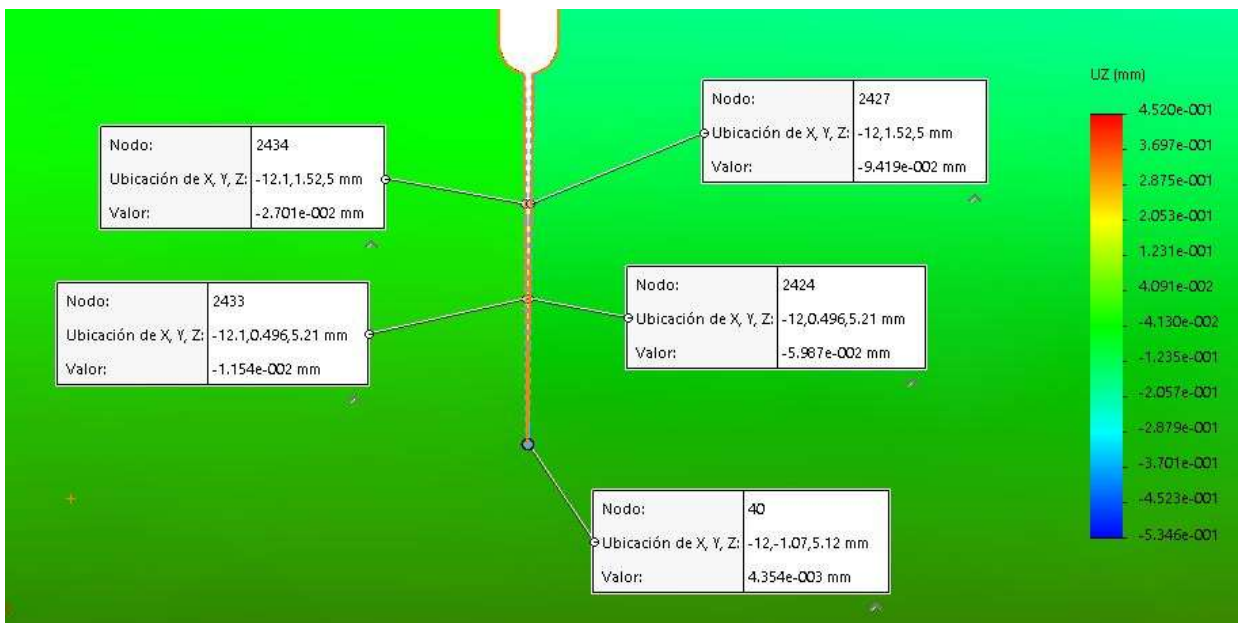 UZ (mm)
4.520e-001
3.697e-001
2.875e-001
2.053e-001
1.231e-001
4.091e-002
-4.130e-002
-1.235e-001
-2.057e-001
-2.879e-001
-3.701e-001
-4.523e-001
-5.346e-001
Nodo: 2427
Ubicación de X, Y, Z: -12,1.52,5 mm
Valor: -9.419e-002 mm
Nodo: 2434
Ubicación de X, Y, Z: -12.1,1.52,5 mm
Valor: -2.701e-002 mm
Nodo: 2424
Ubicación de X, Y, Z: -12,0.496,5.21 mm
Valor: -5.987e-002 mm
Nodo: 2433
Ubicación de X, Y, Z: -12.1,0.496,5.21 mm
Valor: -1.154e-002 mm
Nodo: 40
Ubicación de X, Y, Z: -12,-1.07,5.12 mm
Valor: 4.354e-003 mm